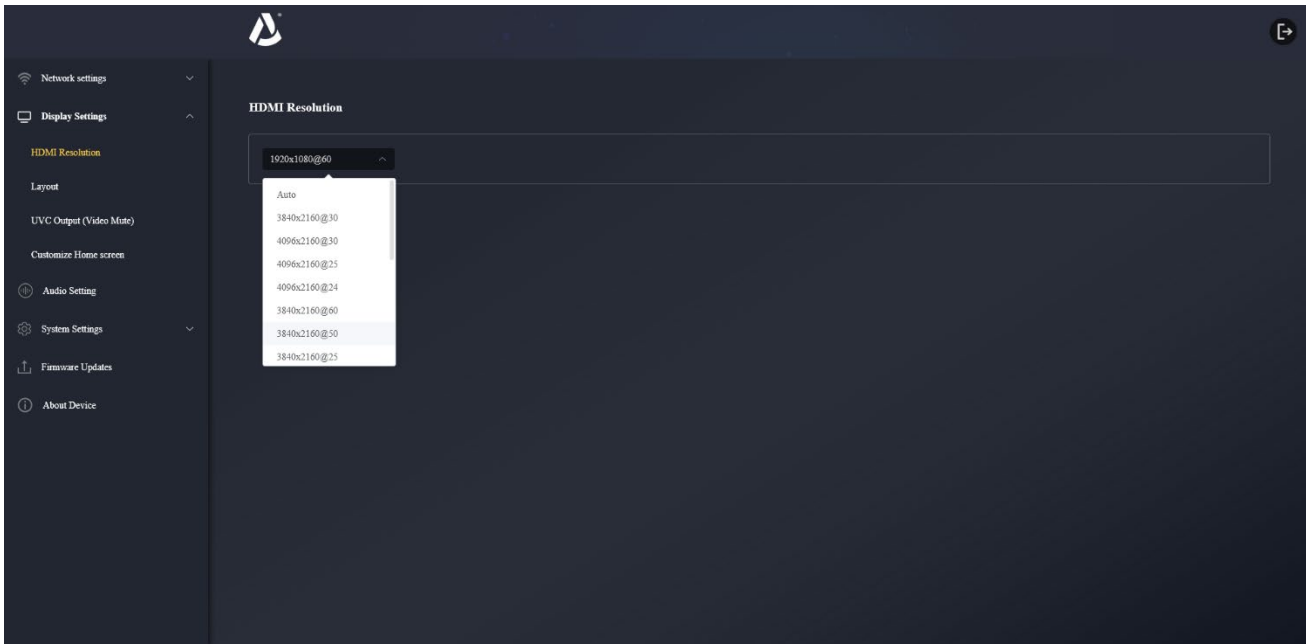 Network settings
Display Settings
HDMI Resolution
Layout
UVC Output (Video Mute)
Customize Home screen
Audio Setting
System Settings
Firmware Updates
About Device
HDMI Resolution
1920x1080@60
Auto
3840x2160@30
4096x2160@30
4096x2160@25
4096x2160@24
3840x2160@60
3840x2160@50
3840x2160@25